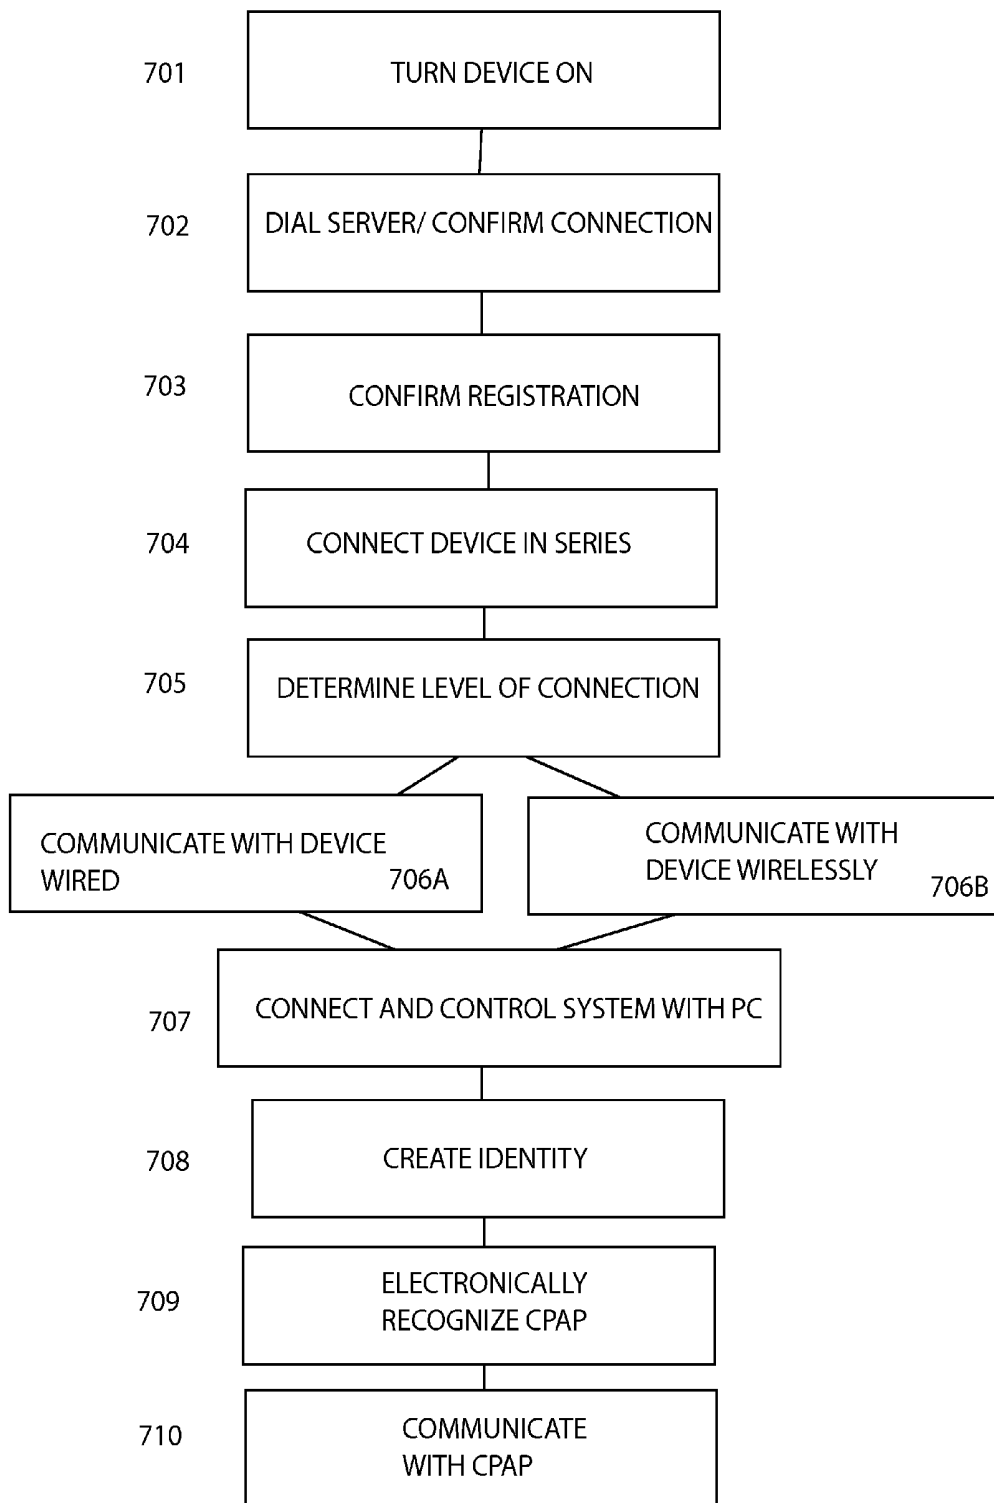 701
TURN DEVICE ON
702
DIAL SERVER/ CONFIRM CONNECTION
703
CONFIRM REGISTRATION
704
CONNECT DEVICE IN SERIES
705
DETERMINE LEVEL OF CONNECTION
COMMUNICATE WITH DEVICE
WIRED
706A
COMMUNICATE WITH
DEVICE WIRELESSLY
706B
707
CONNECT AND CONTROL SYSTEM WITH PC
708
CREATE IDENTITY
709
ELECTRONICALLY
RECOGNIZE CPAP
710
COMMUNICATE
WITH CPAP